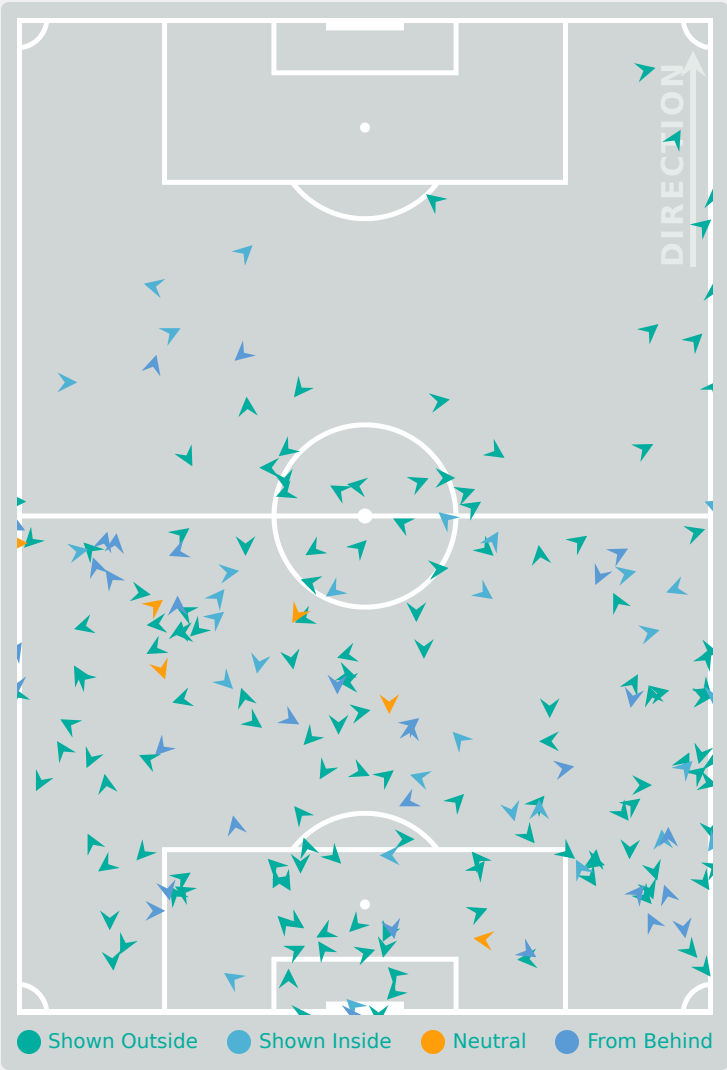 DIRECTION
Shown Outside
Shown Inside
Neutral
From Behind